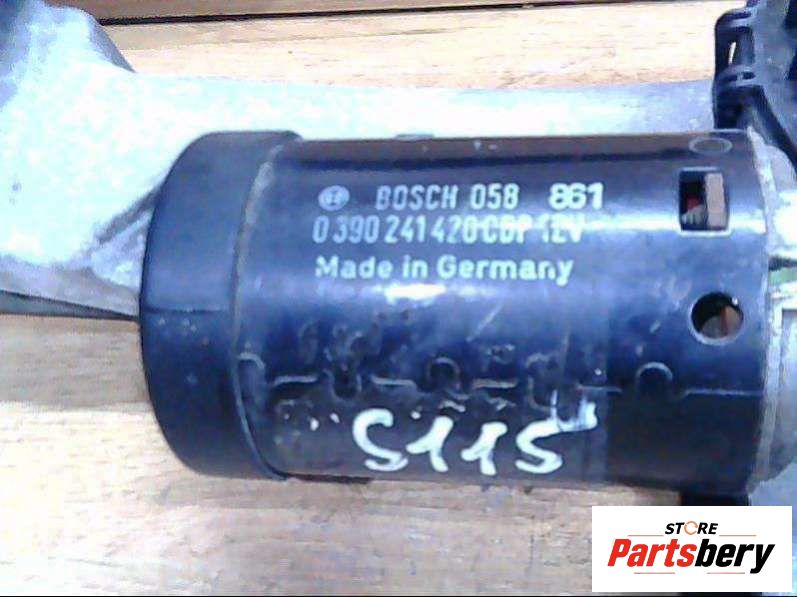 BOSCH 058 861
0 390 241 420 CDP 12V
Made in Germany
S115
STORE
Partsbery